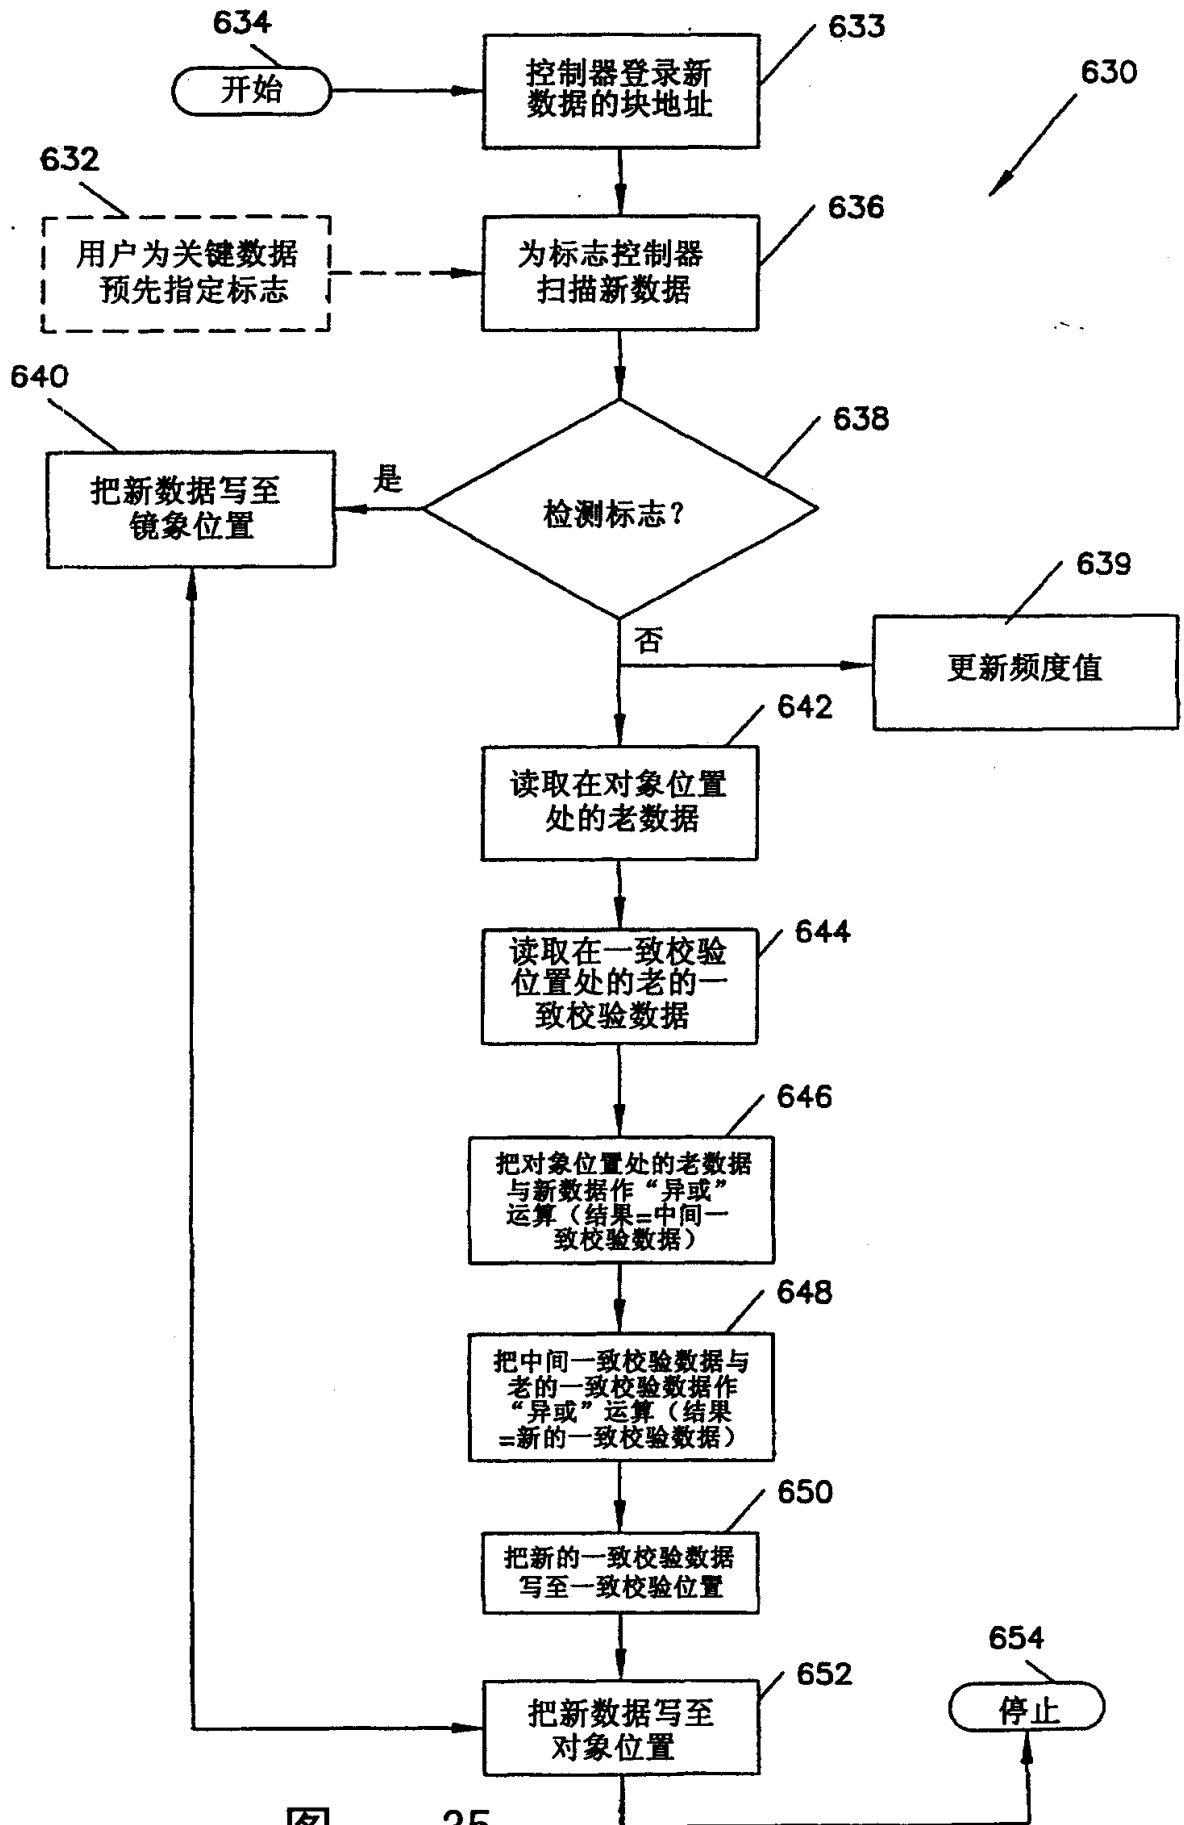 634
开始
633
控制器登录新
数据的块地址
630
632
用户为关键数据
预先指定标志
636
为标志控制器
扫描新数据
640
把新数据写至
镜象位置
是
638
检测标志？
否
639
更新频度值
642
读取在对象位置
处的老数据
644
读取在一致校验
位置处的老的一
致校验数据
646
把对象位置处的老数据
与新数据作“异或”
运算（结果=中间一
致校验数据）
648
把中间一致校验数据与
老的一致校验数据作
“异或”运算（结果
=新的一致校验数据）
650
把新的一致校验数据
写至一致校验位置
652
把新数据写至
对象位置
654
停止
图